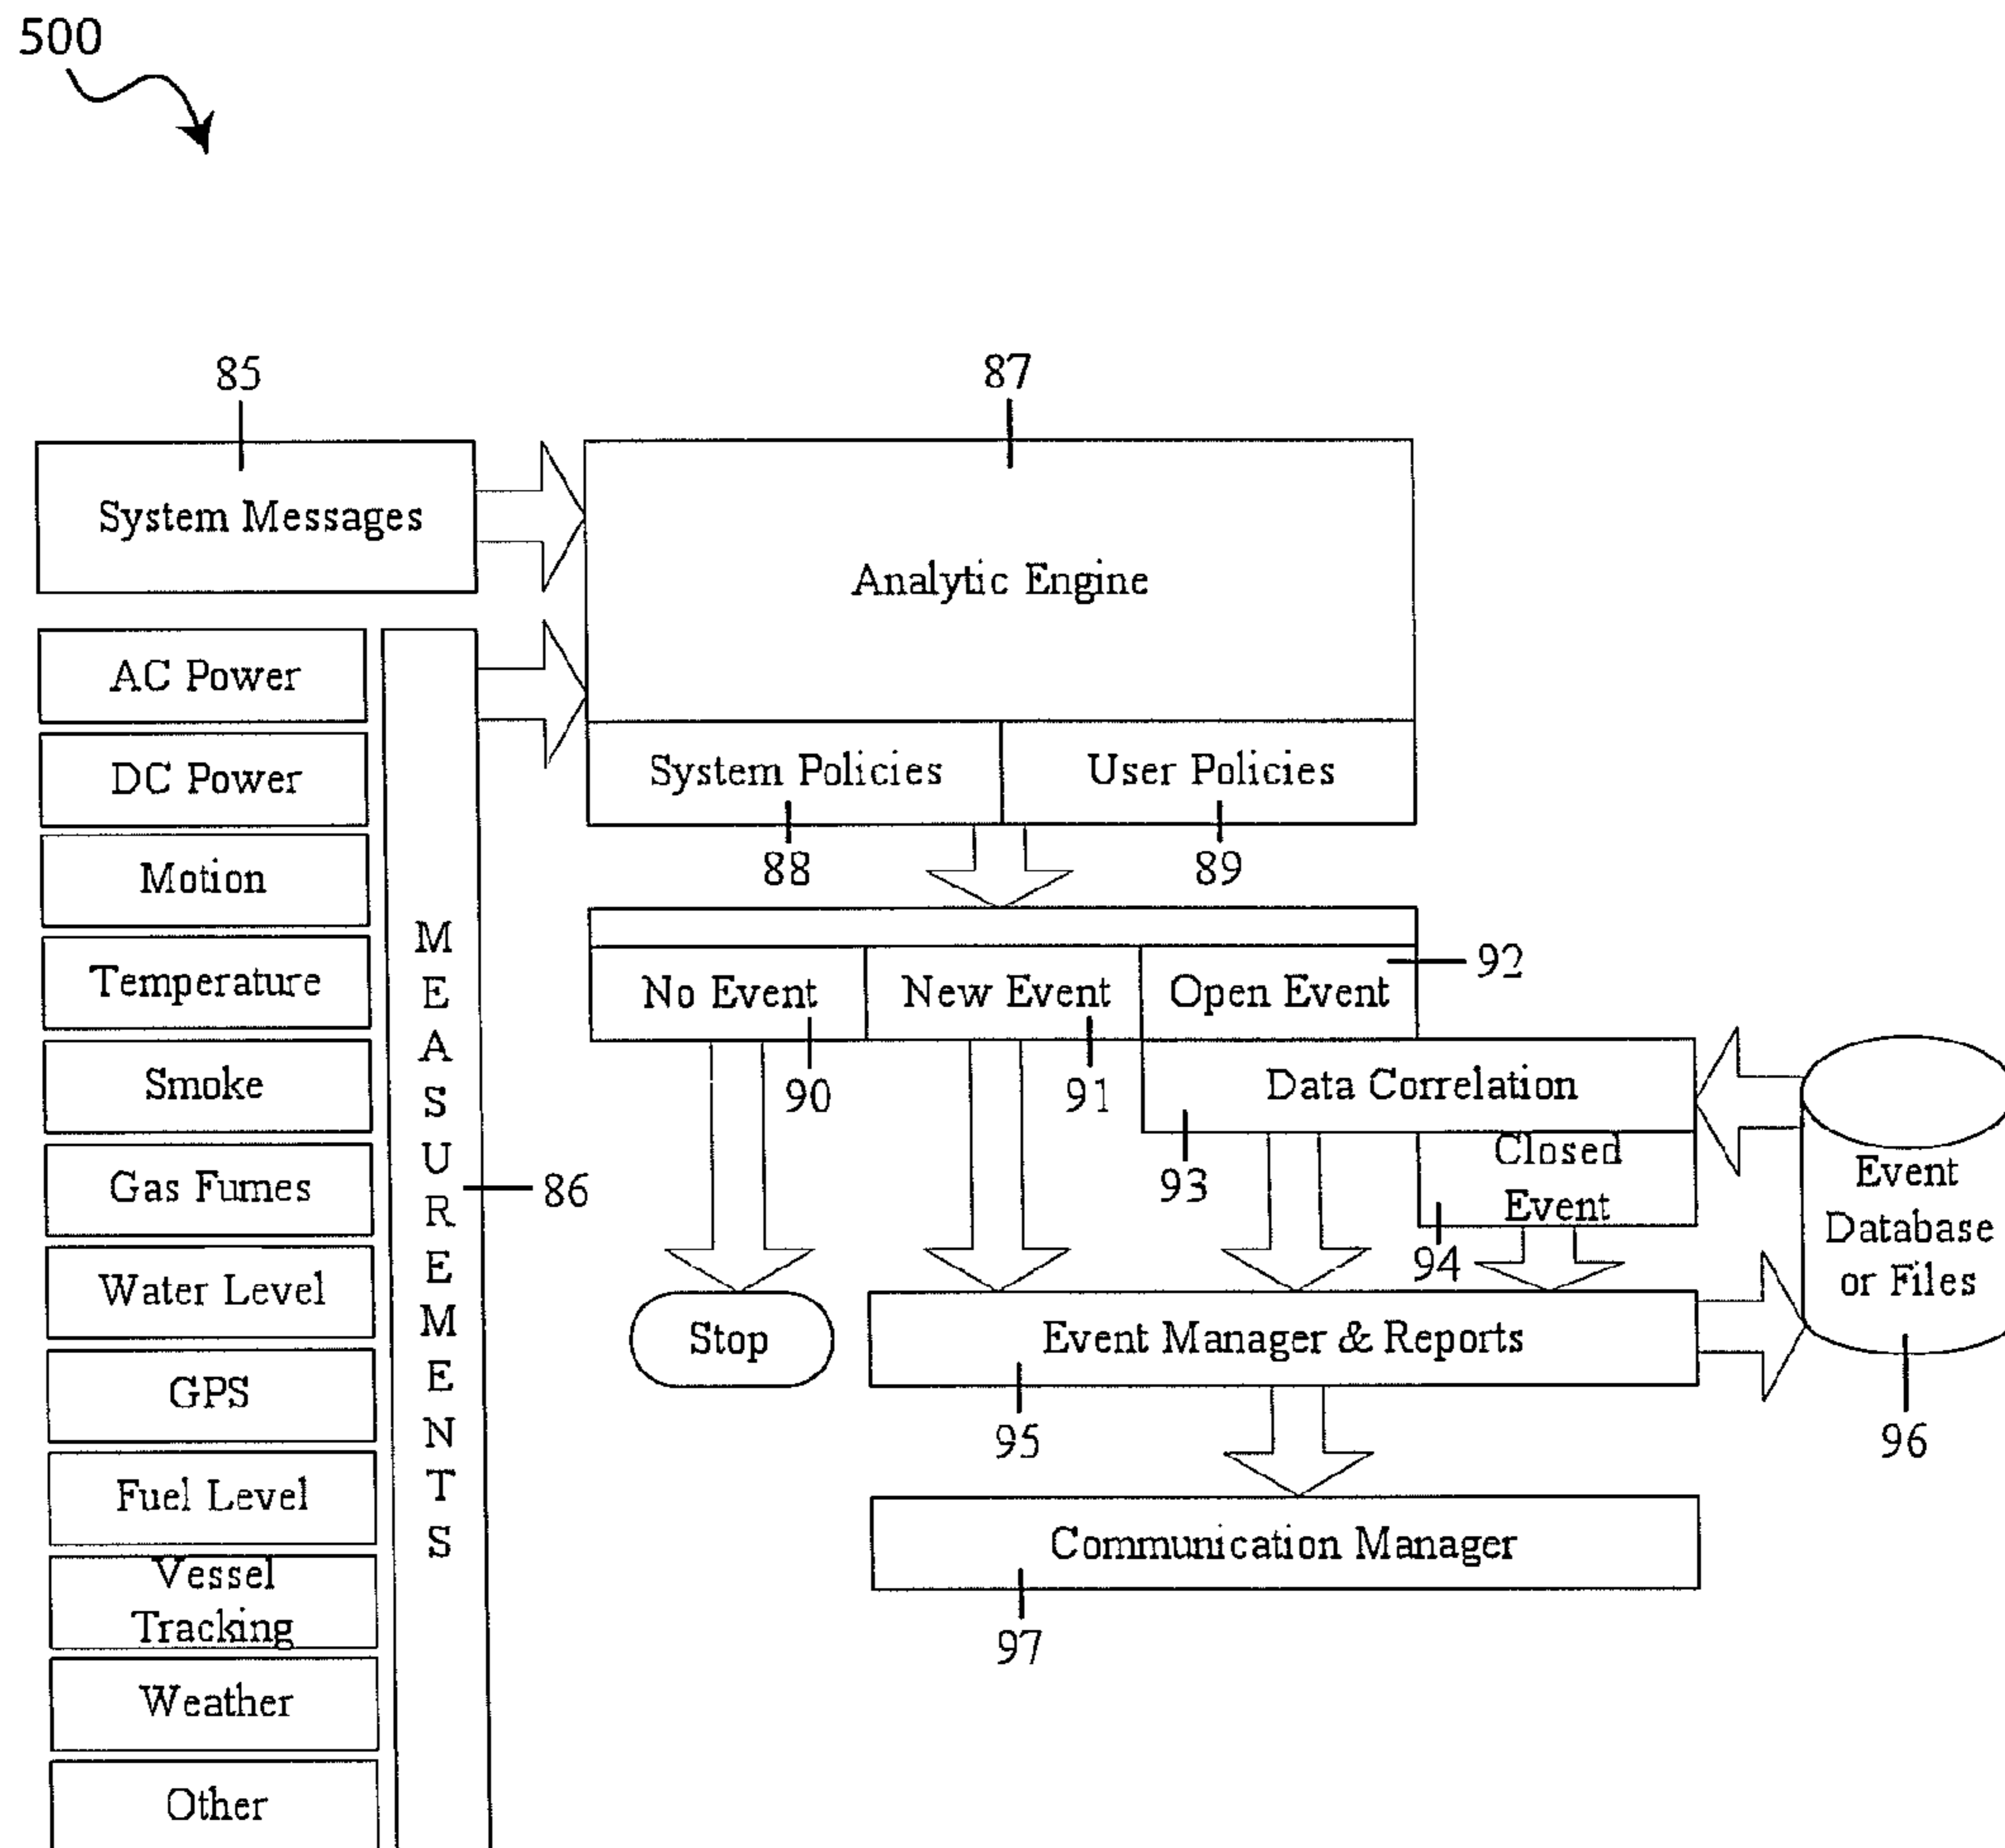 500
85
87
System Messages
Analytic Engine
AC Power
DC Power
Motion
Temperature
Smoke
Gas Fumes
Water Level
GPS
Fuel Level
Vessel
Tracking
Weather
Other
MEASUREMENTS
86
System Policies
User Policies
88
89
No Event
New Event
Open Event
92
90
91
Data Correlation
93
Closed
Event
94
Event
Database
or Files
96
Stop
Event Manager & Reports
95
Communication Manager
97